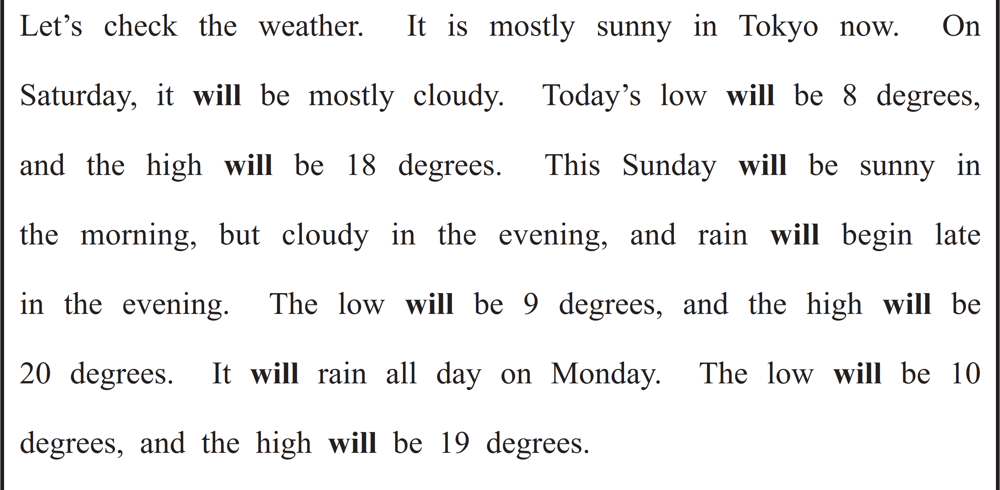 Let’s check the weather. It is mostly sunny in Tokyo now. On
Saturday, it will be mostly cloudy. Today’s low will be 8 degrees,
and the high will be 18 degrees. This Sunday will be sunny in
the morning, but cloudy in the evening, and rain will begin late
in the evening. The low will be 9 degrees, and the high will be
20 degrees. It will rain all day on Monday. The low will be 10
degrees, and the high will be 19 degrees.